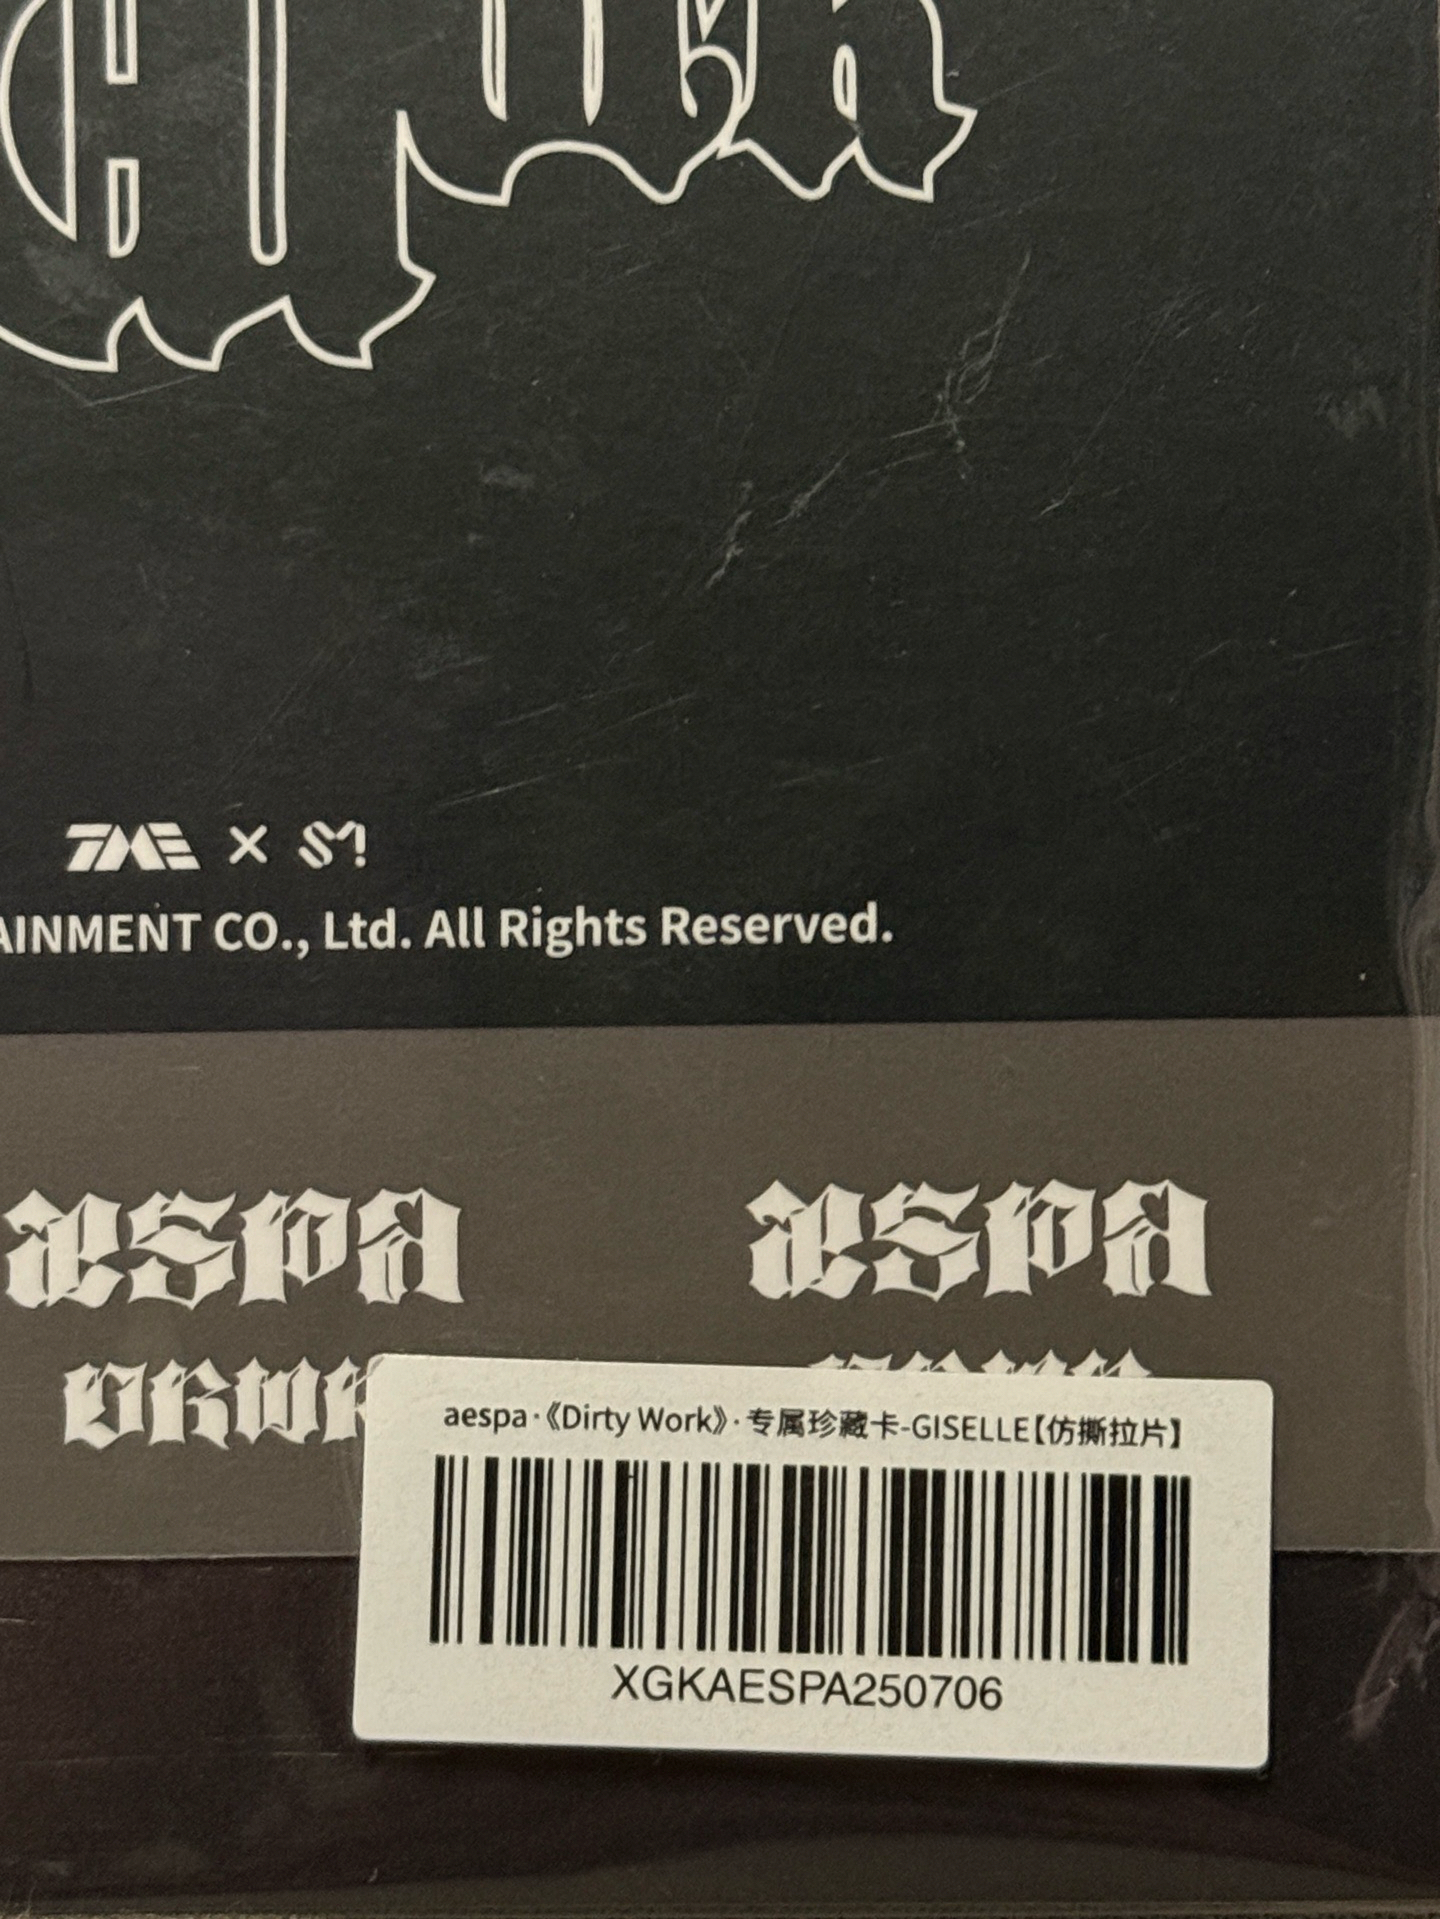 TME × SM!
AINMENT CO., Ltd. All Rights Reserved.
aespa aespa
DRWK
aespa·《Dirty Work》·专属珍藏卡-GISELLE【仿撕拉片】
XGKAESPA250706